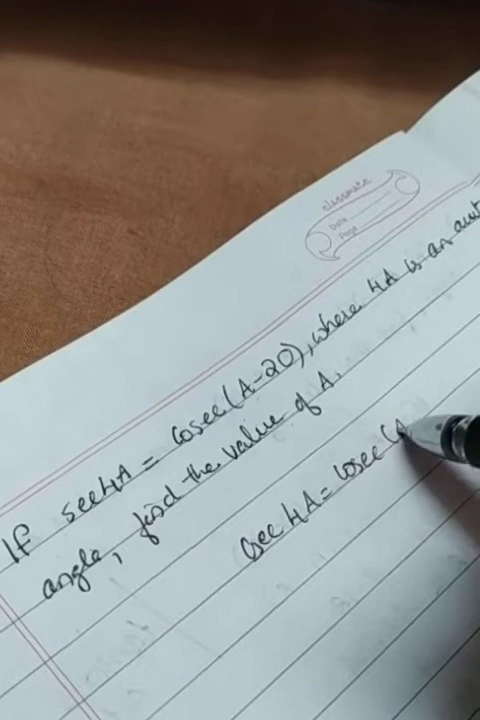 classmate
Date
Page
If sec4A = Cosec(A-20), where 4A is an acut
angle, find the value of A.
Sec 4A = Cosec (A